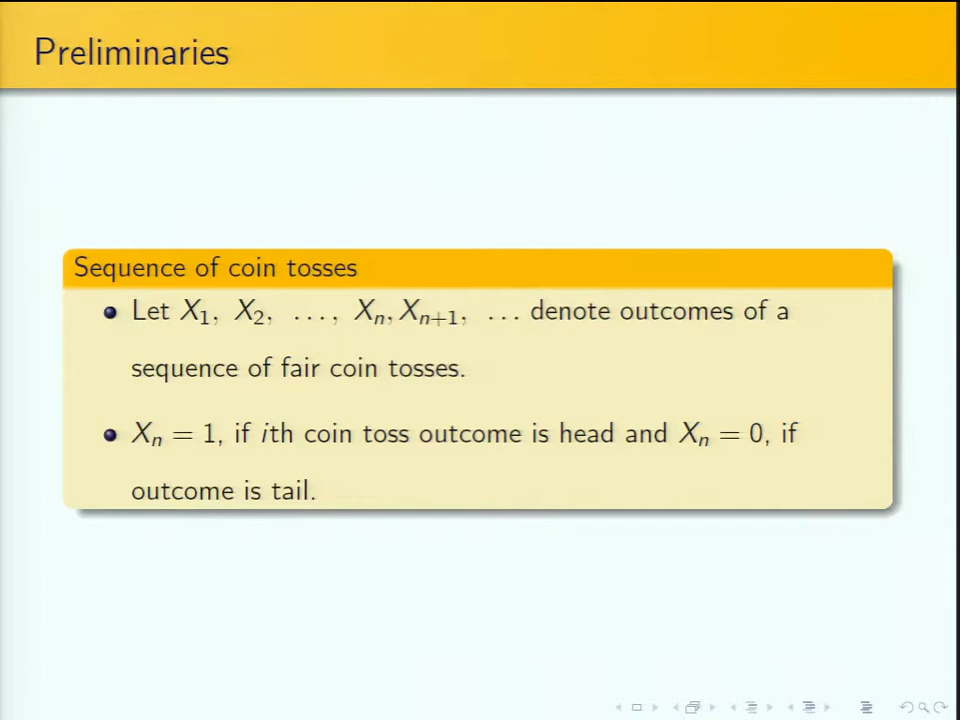 Preliminaries
Sequence of coin tosses
Let X₁, X₂, ..., Xₙ, Xₙ₊₁, ... denote outcomes of a
sequence of fair coin tosses.
Xₙ = 1, if ith coin toss outcome is head and Xₙ = 0, if
outcome is tail.